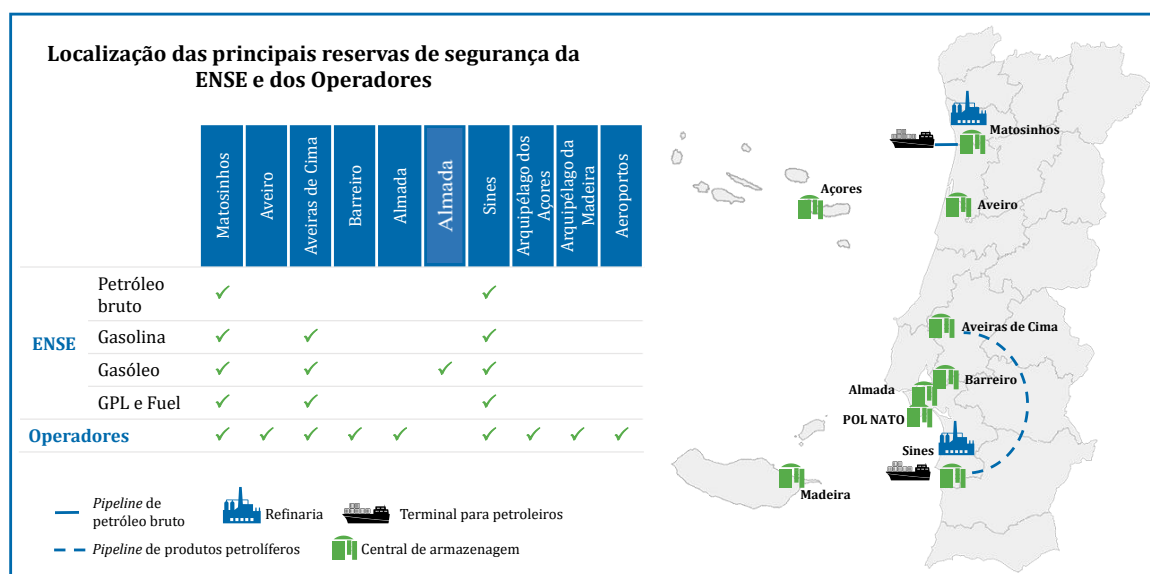 Localização das principais reservas de segurança da
ENSE e dos Operadores
Matosinhos
Aveiro
Aveiras de Cima
Barreiro
Almada
Almada
Sines
Arquipélago dos
Açores
Arquipélago da
Madeira
Aeroportos
ENSE
Petróleo
bruto
✓ ✓
Gasolina ✓ ✓ ✓
Gasóleo ✓ ✓ ✓ ✓
GPL e Fuel ✓ ✓ ✓
Operadores ✓ ✓ ✓ ✓ ✓ ✓ ✓ ✓ ✓
Pipeline de
petróleo bruto
Refinaria
Terminal para petroleiros
Pipeline de produtos petrolíferos
Central de armazenagem
Matosinhos
Açores
Aveiro
Aveiras de Cima
Barreiro
Almada
POL NATO
Sines
Madeira